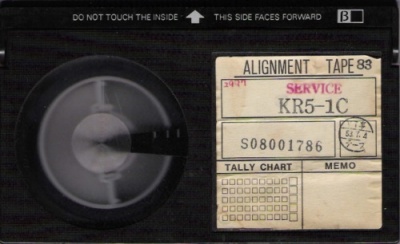 DO NOT TOUCH THE INSIDE THIS SIDE FACES FORWARD B
ALIGNMENT TAPE 83
SERVICE
KR5-1C
S08001786
TALLY CHART MEMO